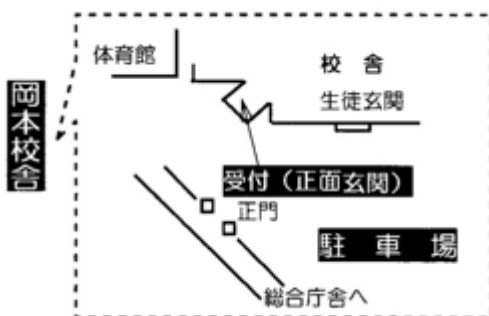 体育館
校舎
生徒玄関
岡本校舎
受付（正面玄関）
正門
駐車場
総合庁舎へ